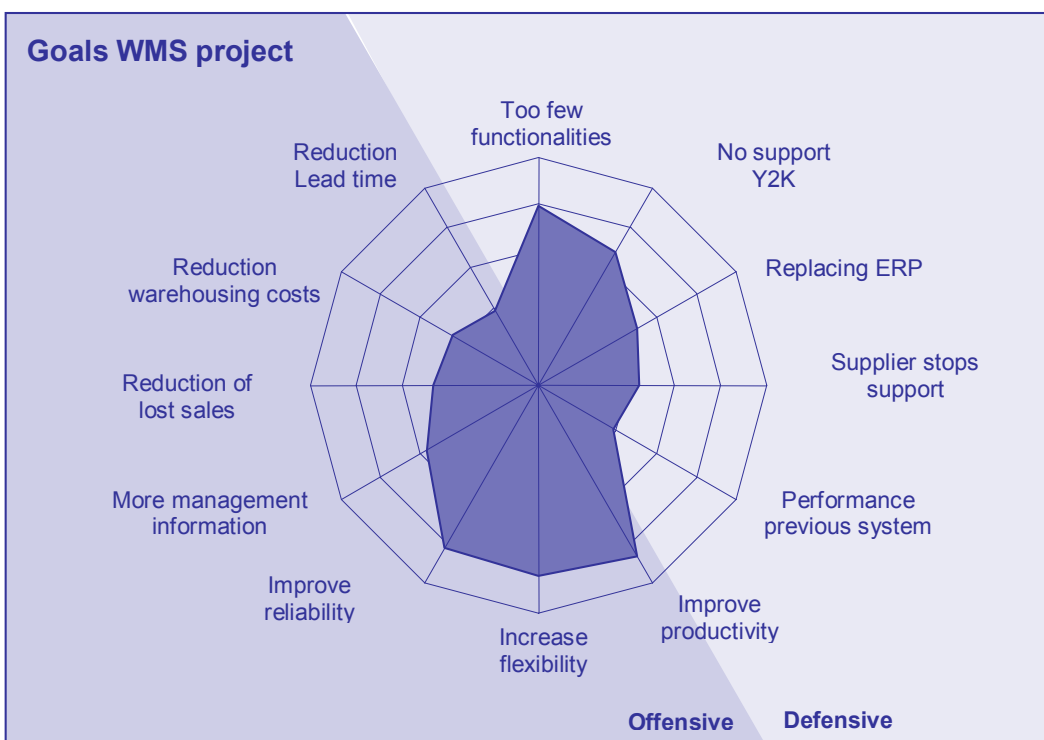 Goals WMS project
Too few
functionalities
No support
Y2K
Replacing ERP
Supplier stops
support
Performance
previous system
Improve
productivity
Increase
flexibility
Improve
reliability
More management
information
Reduction of
lost sales
Reduction
warehousing costs
Reduction
Lead time
Offensive
Defensive